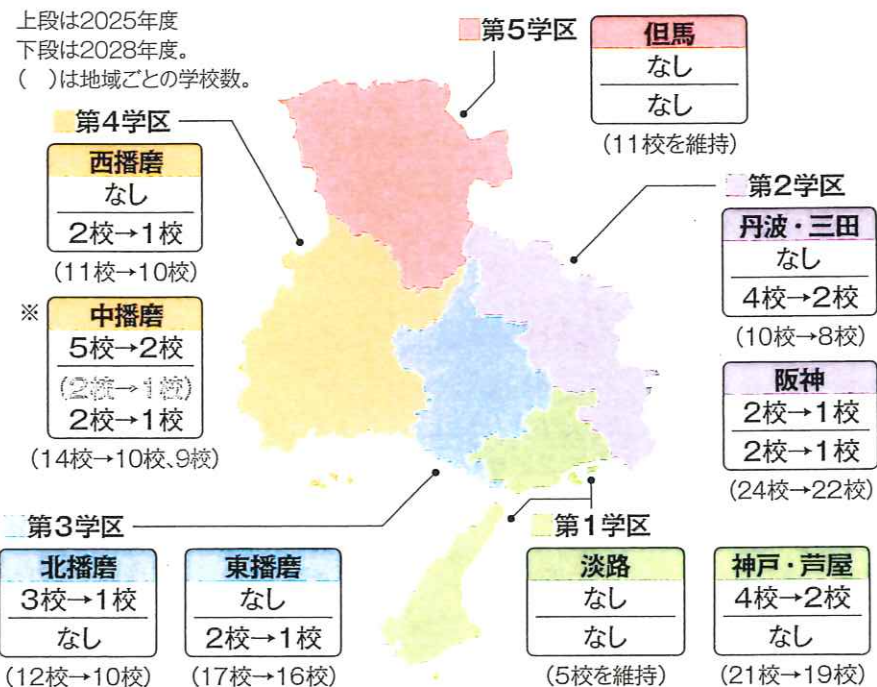 上段は2025年度
下段は2028年度。
( )は地域ごとの学校数。
第5学区
但馬
なし
なし
(11校を維持)
第4学区
西播磨
なし
2校→1校
(11校→10校)
※
中播磨
5校→2校
(2校→1校)
2校→1校
(14校→10校、9校)
第2学区
丹波・三田
なし
4校→2校
(10校→8校)
阪神
2校→1校
2校→1校
(24校→22校)
第3学区
北播磨
3校→1校
なし
(12校→10校)
東播磨
なし
2校→1校
(17校→16校)
第1学区
淡路
なし
なし
(5校を維持)
神戸・芦屋
4校→2校
なし
(21校→19校)